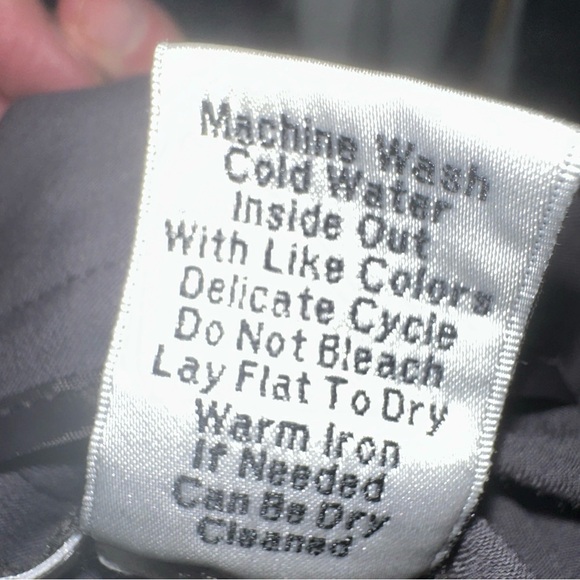 Machine Wash
Cold Water
Inside Out
With Like Colors
Delicate Cycle
Do Not Bleach
Lay Flat To Dry
Warm Iron
If Needed
Can Be Dry
Cleaned